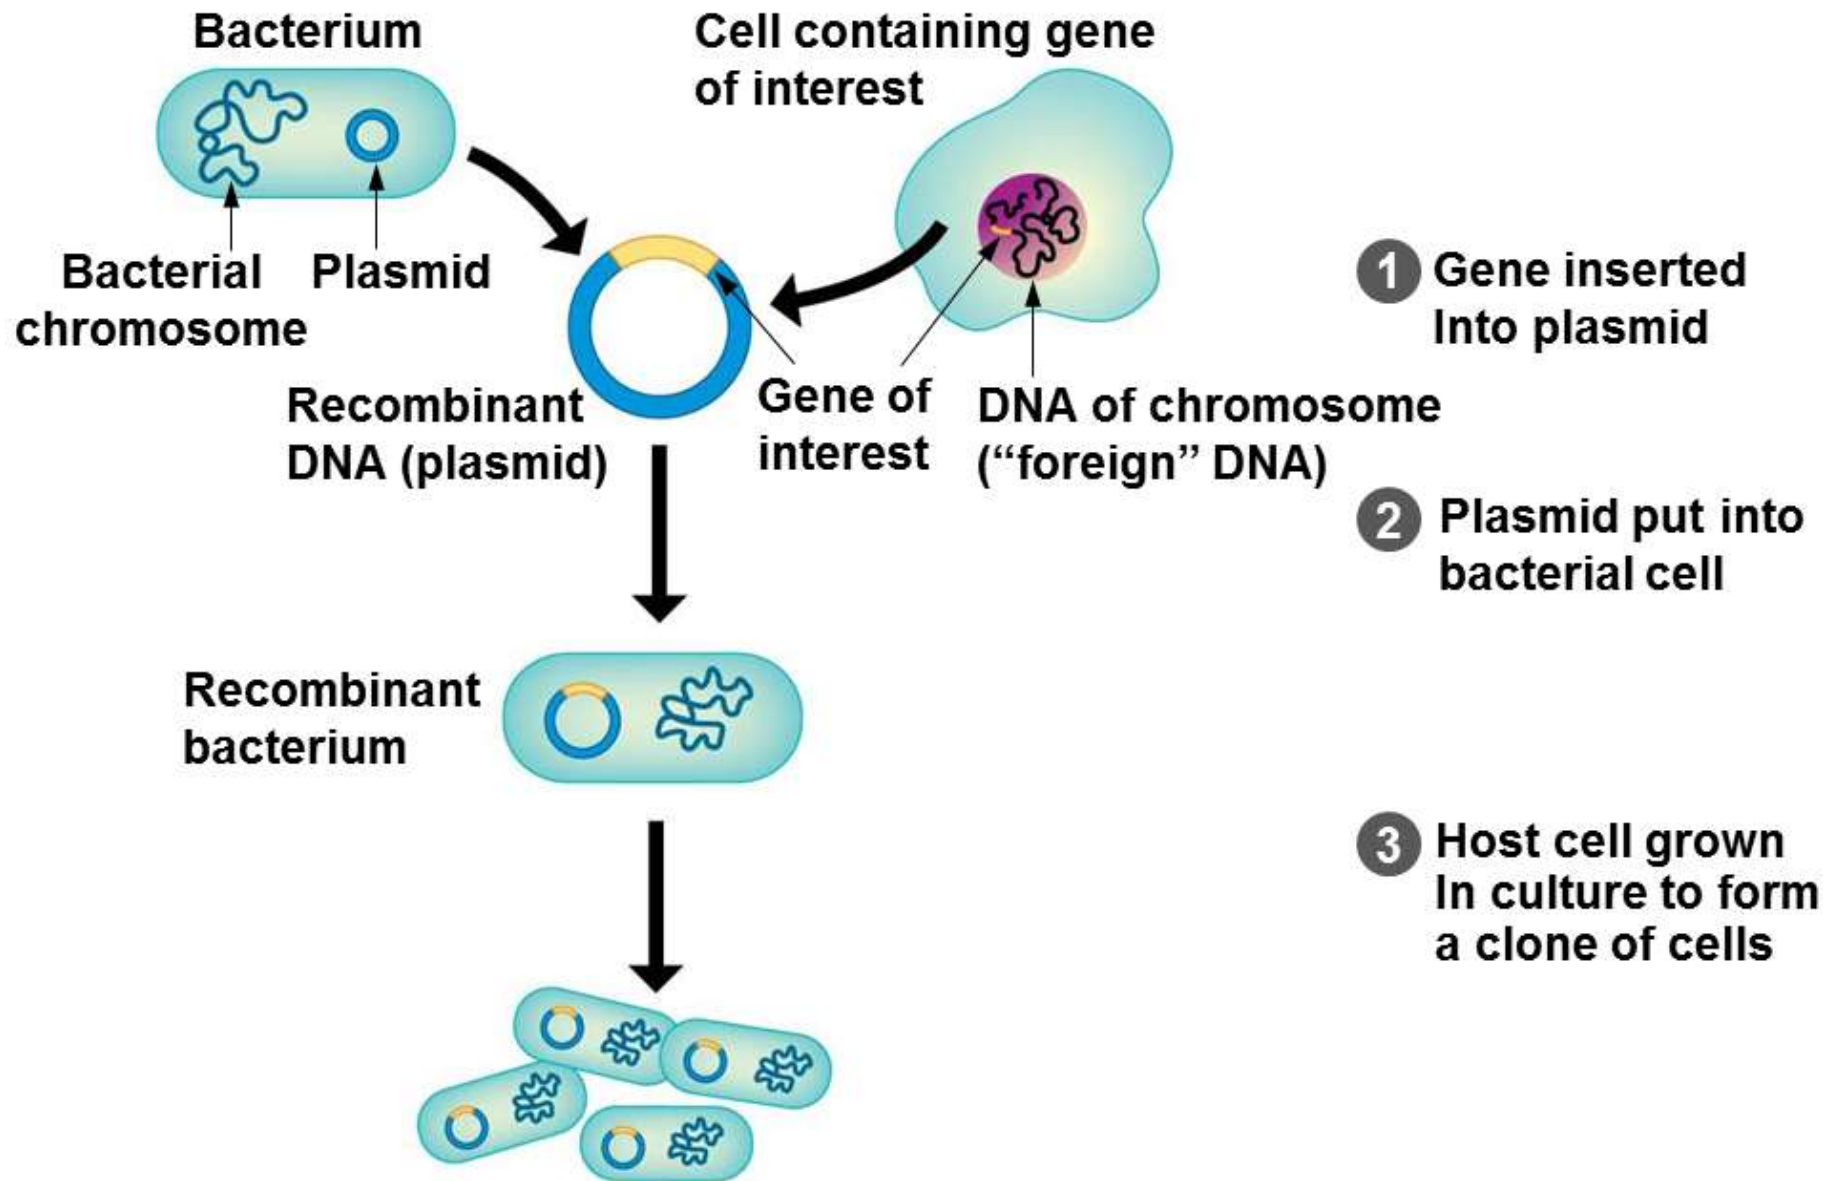 Bacterium
Cell containing gene
of interest
Bacterial
chromosome
Plasmid
1 Gene inserted
Into plasmid
Recombinant
DNA (plasmid)
Gene of
interest
DNA of chromosome
(“foreign” DNA)
2 Plasmid put into
bacterial cell
Recombinant
bacterium
3 Host cell grown
In culture to form
a clone of cells